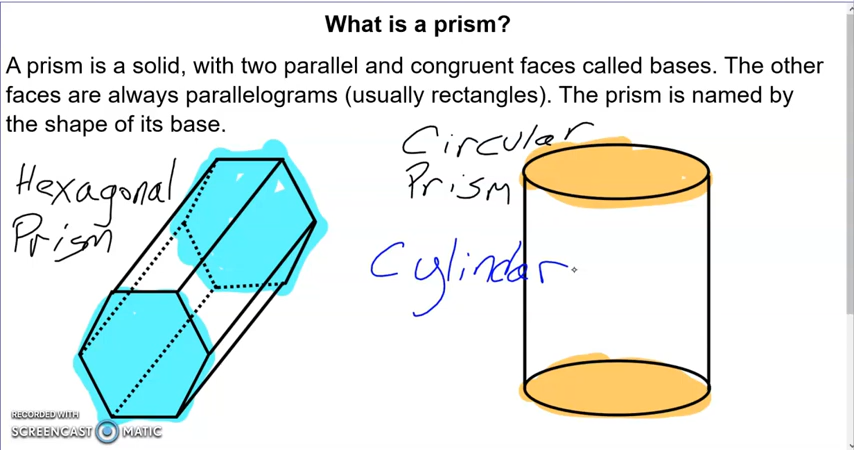 What is a prism?
A prism is a solid, with two parallel and congruent faces called bases. The other
faces are always parallelograms (usually rectangles). The prism is named by
the shape of its base.
Hexagonal
Prism
Circular
Prism
Cylinder
RECORDED WITH
SCREENCAST MATIC